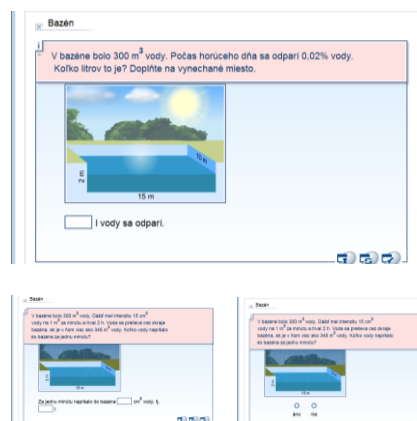 Bazén
V bazéne bolo 300 m³ vody. Počas horúceho dňa sa odparí 0,02% vody.
Koľko litrov to je? Doplňte na vynechané miesto.
10 m
2 m
15 m
l vody sa odparí.
Bazén
V bazéne bolo 300 m³ vody. Dážď mal intenzitu 15 cm³
vody na 1 m² za minútu a trval 2 h. Voda sa prelieva cez okraje
bazéna, ak je v ňom viac ako 345 m³ vody. Koľko vody napršalo
do bazéna za jednu minútu?
Za jednu minútu napršalo do bazéna cm³ vody, tj.
l.
Bazén
V bazéne bolo 300 m³ vody. Dážď mal intenzitu 15 cm³
vody na 1 m² za minútu a trval 2 h. Voda sa prelieva cez okraje
bazéna, ak je v ňom viac ako 345 m³ vody. Koľko vody napršalo
do bazéna za jednu minútu?
áno nie